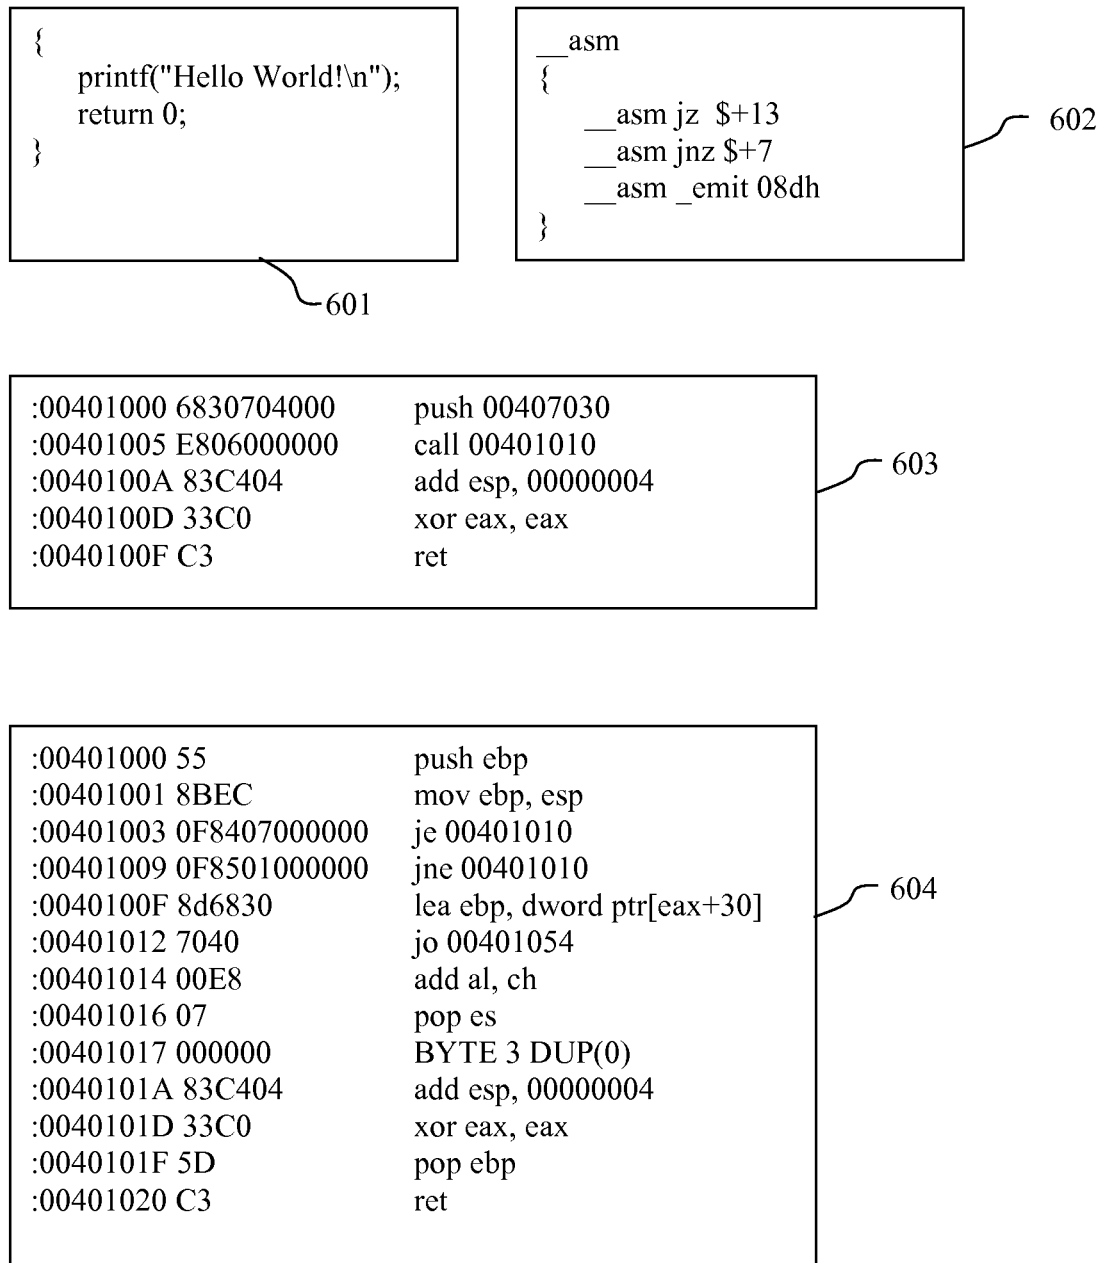 {
printf("Hello World!\n");
return 0;
}
601
__asm
{
__asm jz $+13
__asm jnz $+7
__asm _emit 08dh
}
602
:00401000 6830704000 push 00407030
:00401005 E806000000 call 00401010
:0040100A 83C404 add esp, 00000004
:0040100D 33C0 xor eax, eax
:0040100F C3 ret
603
:00401000 55 push ebp
:00401001 8BEC mov ebp, esp
:00401003 0F8407000000 je 00401010
:00401009 0F8501000000 jne 00401010
:0040100F 8d6830 lea ebp, dword ptr[eax+30]
:00401012 7040 jo 00401054
:00401014 00E8 add al, ch
:00401016 07 pop es
:00401017 000000 BYTE 3 DUP(0)
:0040101A 83C404 add esp, 00000004
:0040101D 33C0 xor eax, eax
:0040101F 5D pop ebp
:00401020 C3 ret
604